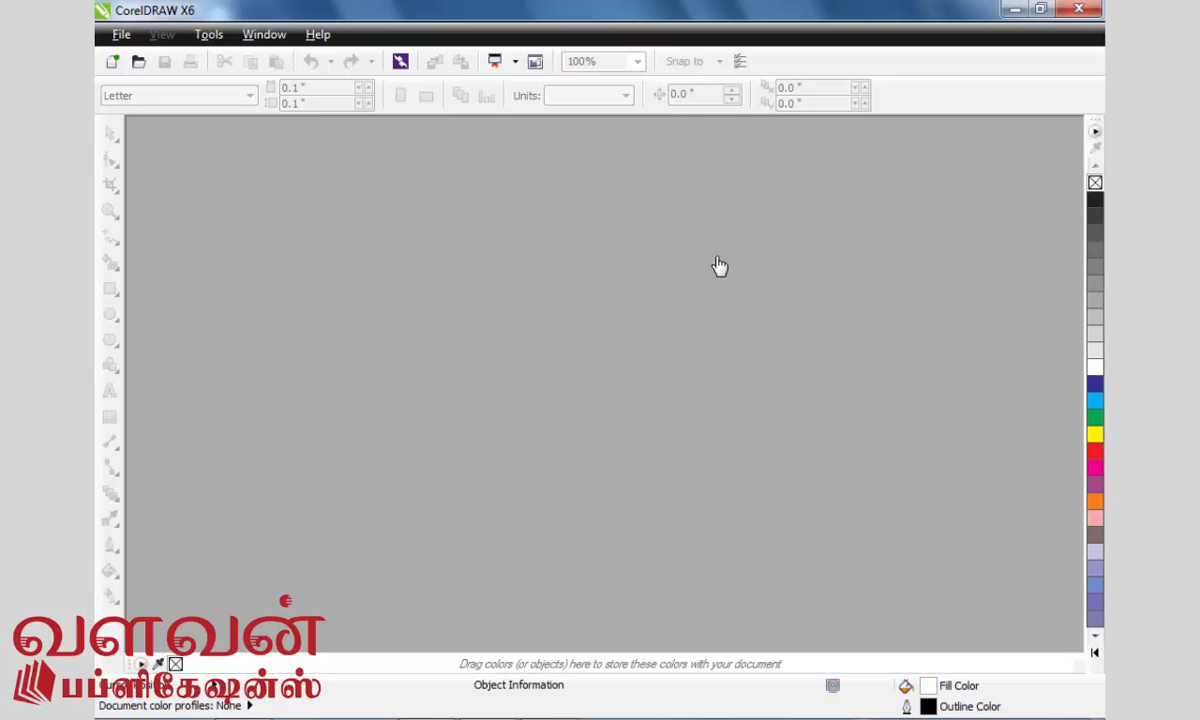 CorelDRAW X6
File View Tools Window Help
100% Snap to
Letter 0.1 " Units: 0.0 " 0.0 "
0.1 " 0.0 "
Drag colors (or objects) here to store these colors with your document
Object Information Fill Color
Document color profiles: None Outline Color
வளவன்
பப்ளிகேஷன்ஸ்